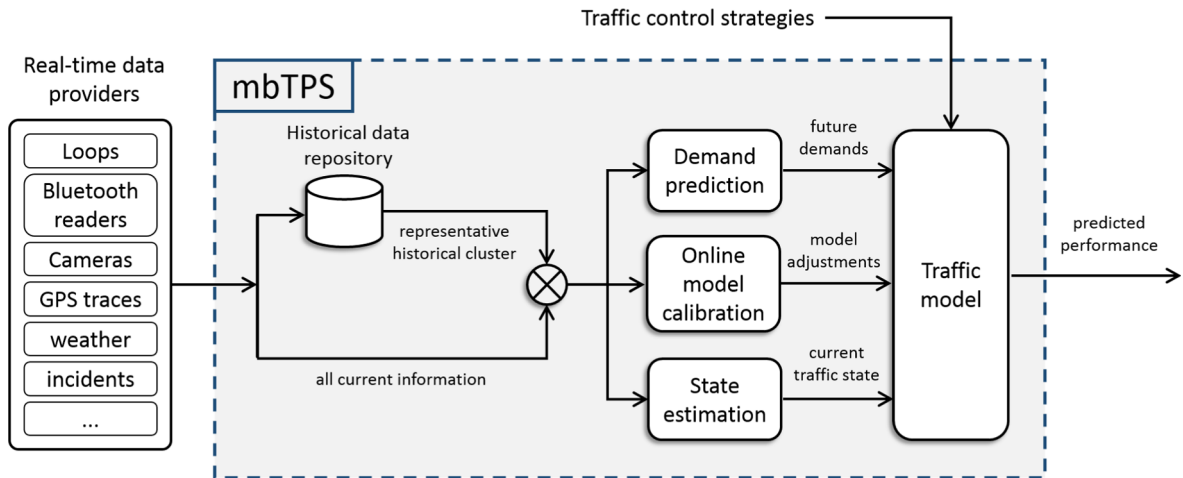 Traffic control strategies
Real-time data
providers
mbTPS
Loops
Bluetooth
readers
Cameras
GPS traces
weather
incidents
...
Historical data
repository
representative
historical cluster
all current information
Demand
prediction
Online
model
calibration
State
estimation
future
demands
model
adjustments
current
traffic state
Traffic
model
predicted
performance